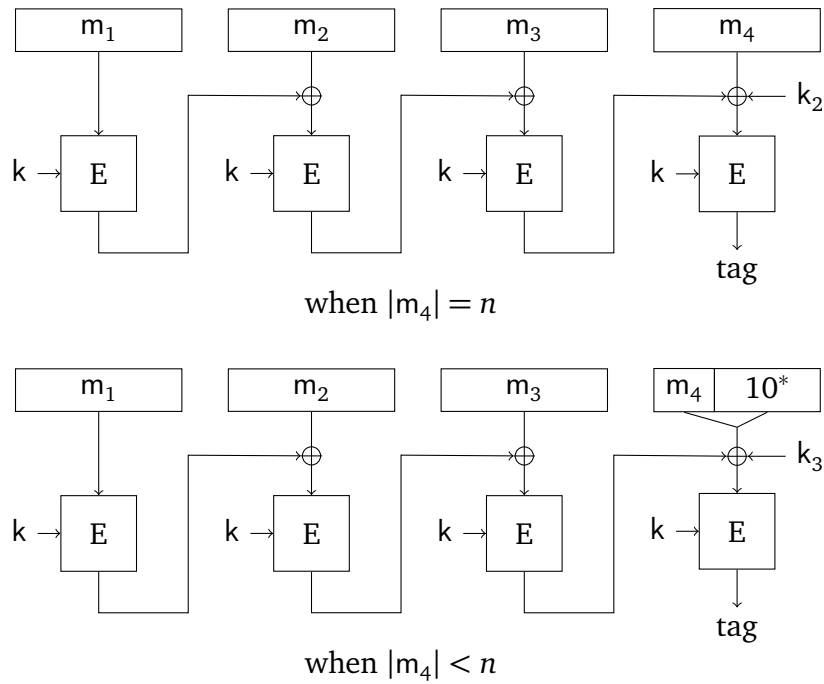 m₁ m₂ m₃ m₄
k₂
k E k E k E k E
tag
when |m₄| = n
m₁ m₂ m₃ m₄ 10*
k₃
k E k E k E k E
tag
when |m₄| < n